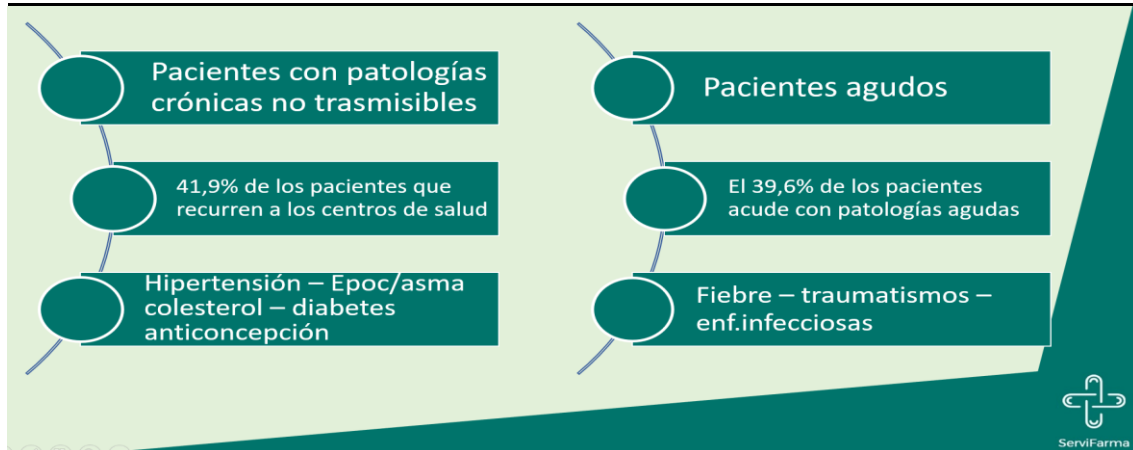 Pacientes con patologías
crónicas no trasmisibles
41,9% de los pacientes que
recurren a los centros de salud
Hipertensión – Epoc/asma
colesterol – diabetes
anticoncepción
Pacientes agudos
El 39,6% de los pacientes
acude con patologías agudas
Fiebre – traumatismos –
enf.infecciosas
ServiFarma